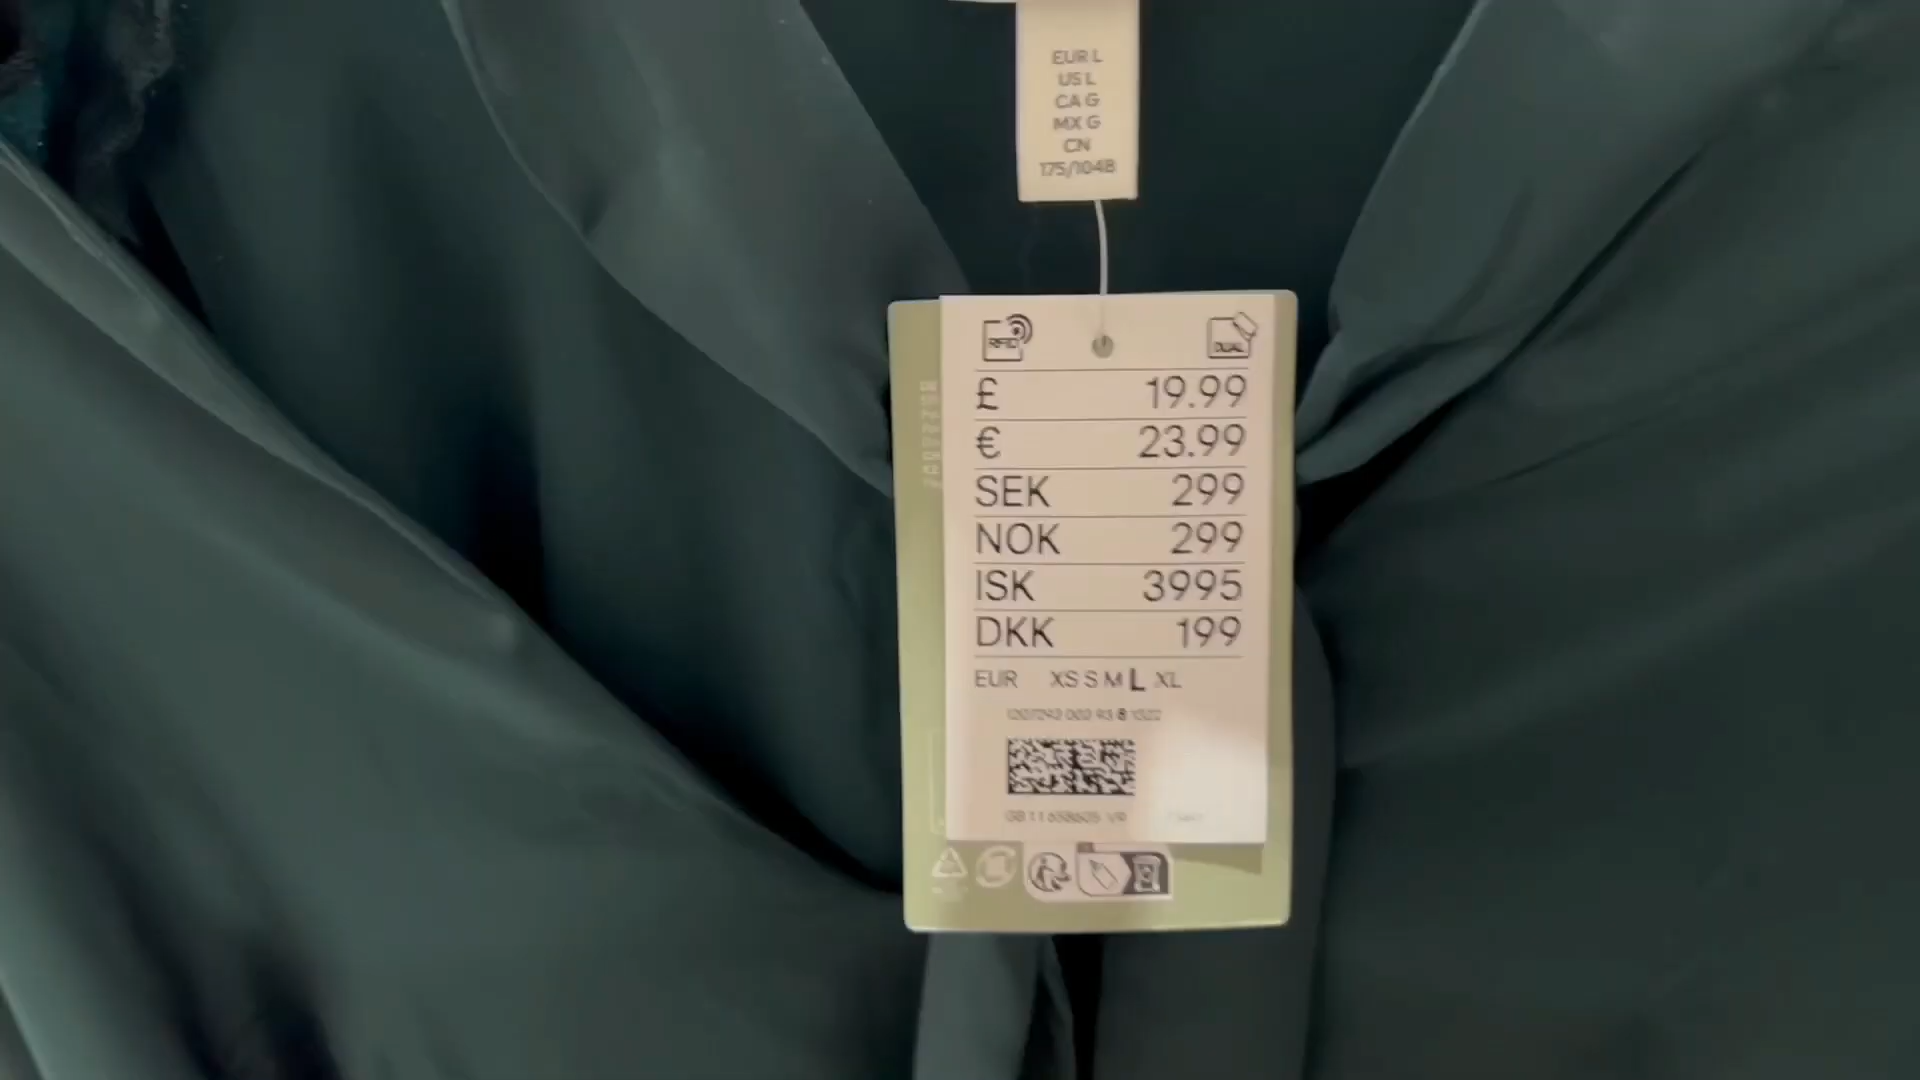 EUR L
US L
CA G
MX G
CN
175/104B
RFID
DUAL
£ 19.99
€ 23.99
SEK 299
NOK 299
ISK 3995
DKK 199
EUR XS S M L XL